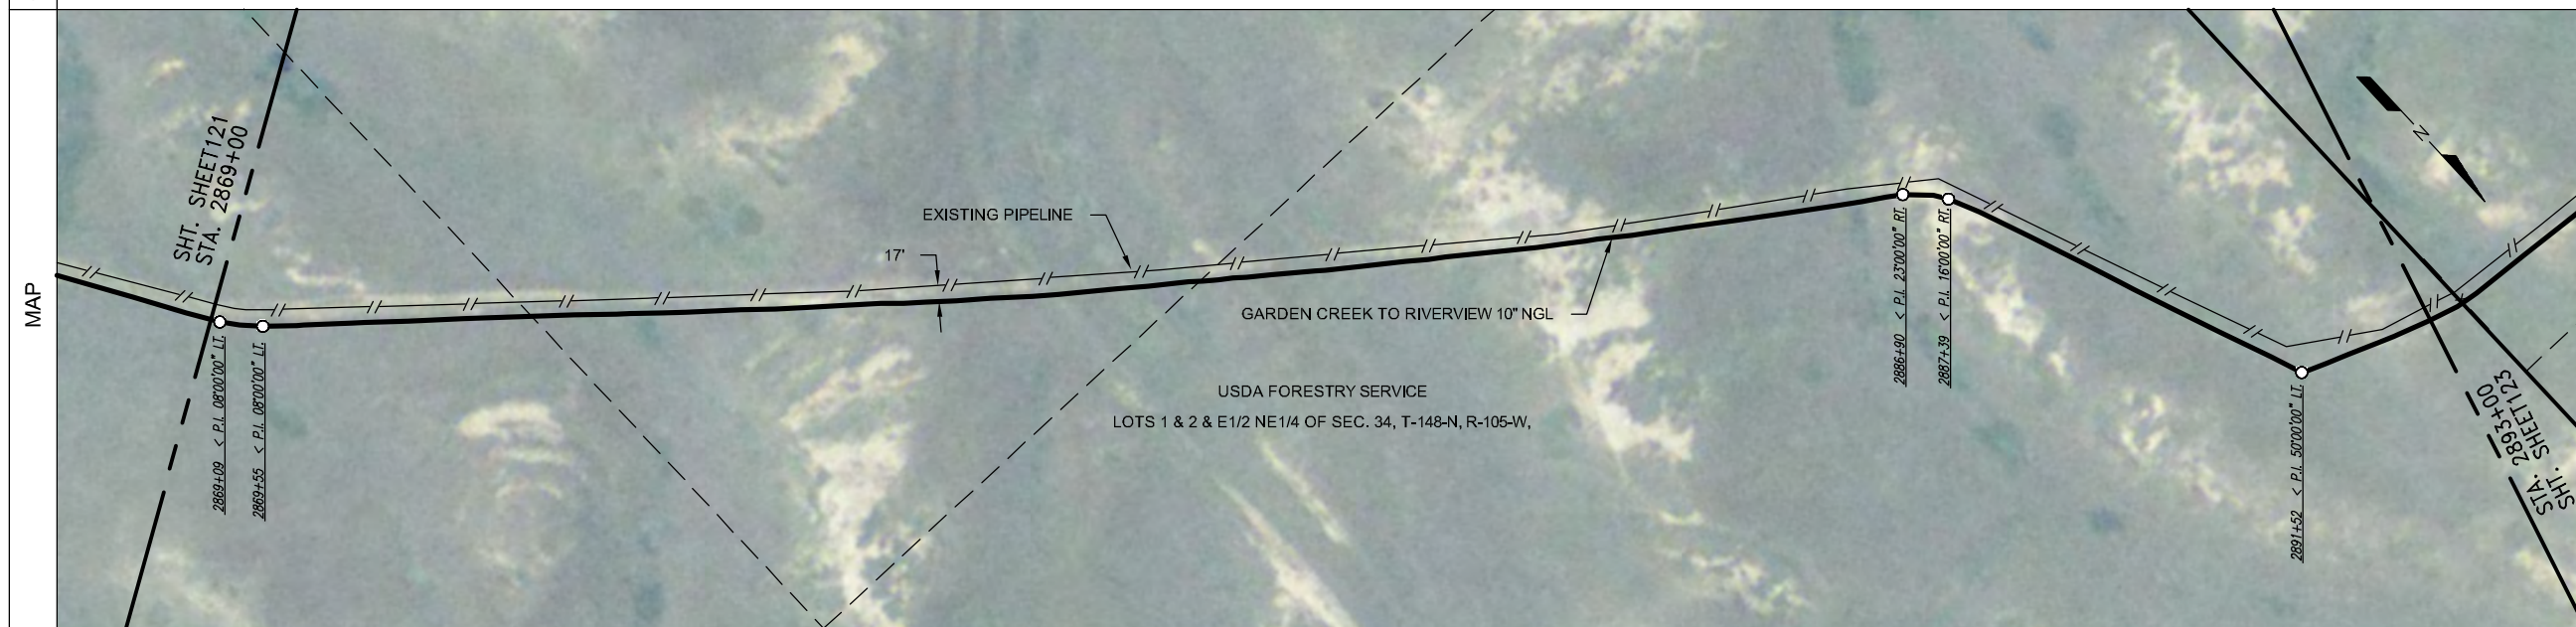 MAP
SHT. SHEET121
STA. 2869+00
2869+09 < P.I. 08°00'00" LT.
2869+55 < P.I. 08°00'00" LT.
17'
EXISTING PIPELINE
GARDEN CREEK TO RIVERVIEW 10" NGL
USDA FORESTRY SERVICE
LOTS 1 & 2 & E1/2 NE1/4 OF SEC. 34, T-148-N, R-105-W,
2886+90 < P.I. 23°00'00" RT.
2887+39 < P.I. 16°00'00" RT.
2891+52 < P.I. 50°00'00" LT.
N
STA. 2893+00
SHT. SHEET123